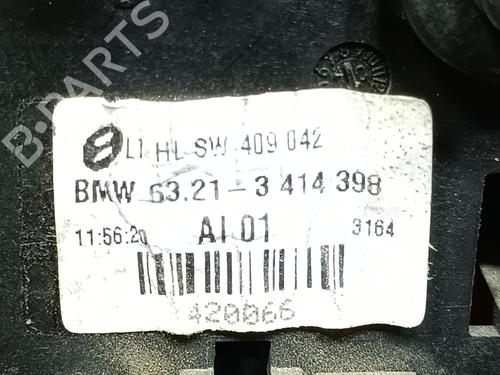 LI HL SW 409 042
BMW 63.21-3 414 398
11:56:20 AI 01 3164
420066
B-PARTS